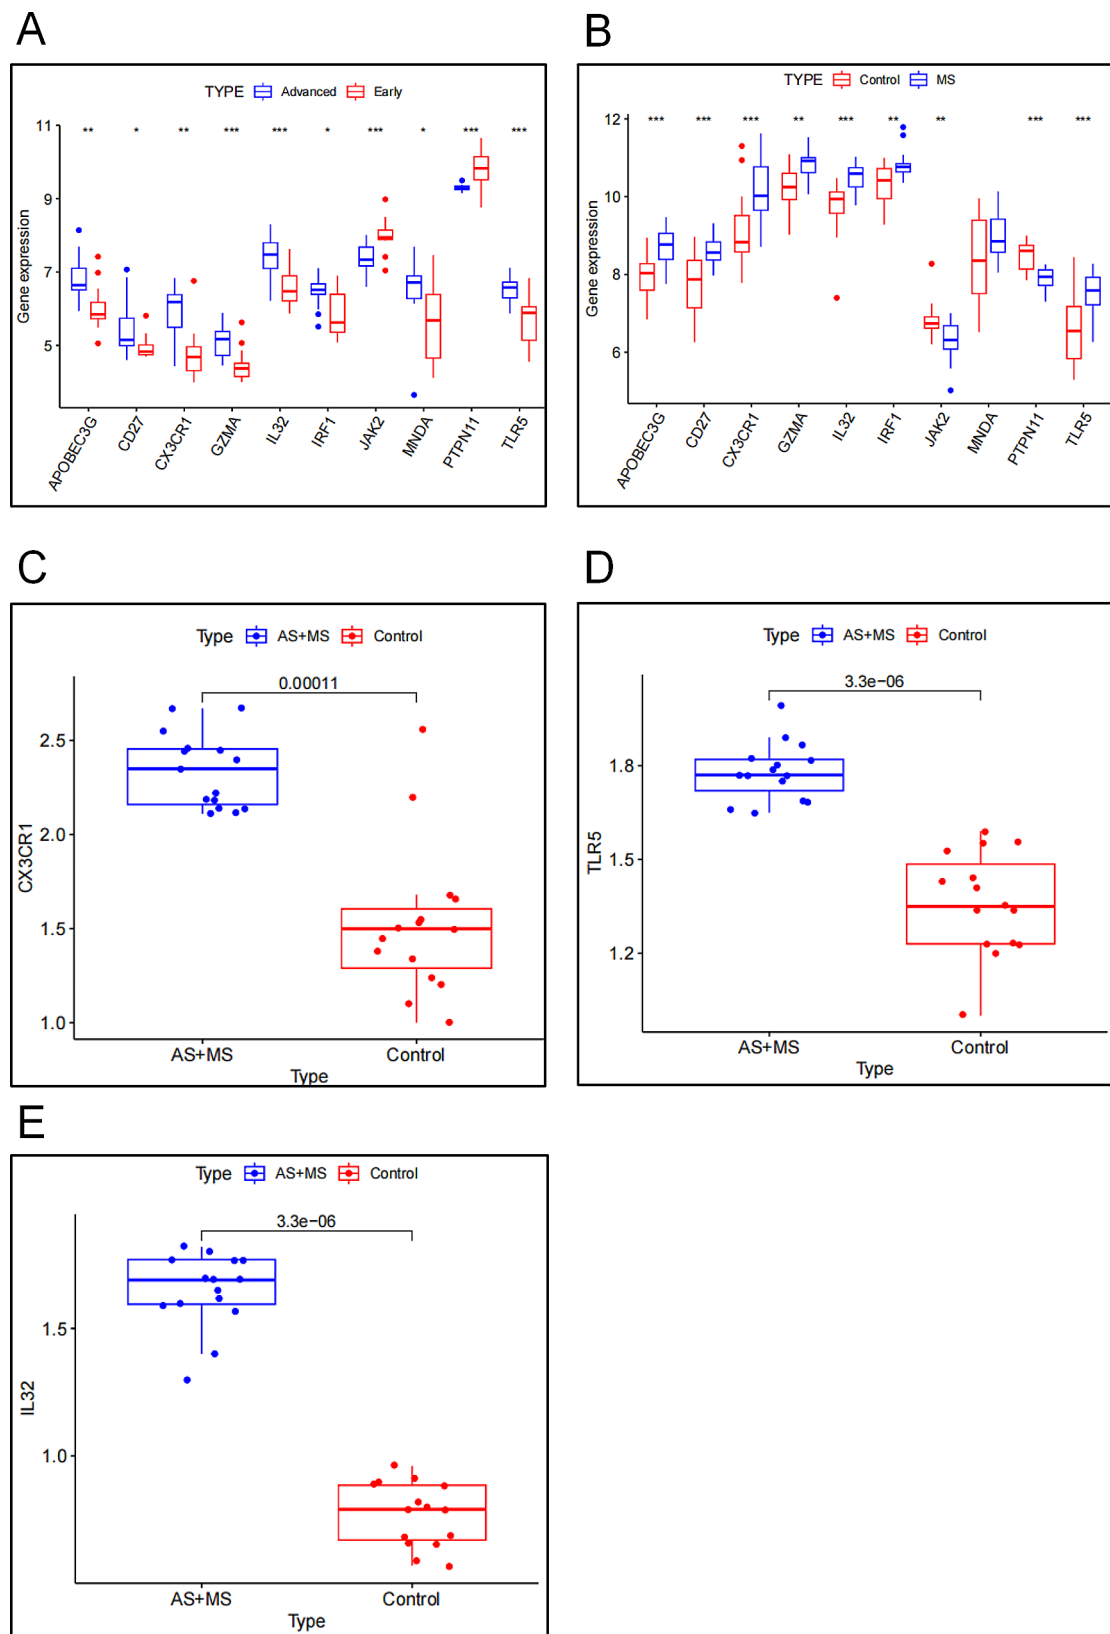 A
TYPE Advanced Early
** * ** *** *** * *** * *** ***
11
9
7
5
Gene expression
APOBEC3G CD27 CX3CR1 GZMA IL32 IRF1 JAK2 MNDA PTPN11 TLR5
B
TYPE Control MS
*** *** *** ** *** ** ** *** ***
12
10
8
6
Gene expression
APOBEC3G CD27 CX3CR1 GZMA IL32 IRF1 JAK2 MNDA PTPN11 TLR5
C
Type AS+MS Control
0.00011
2.5
2.0
1.5
1.0
CX3CR1
AS+MS Control
Type
D
Type AS+MS Control
3.3e−06
1.8
1.5
1.2
TLR5
AS+MS Control
Type
E
Type AS+MS Control
3.3e−06
1.5
1.0
IL32
AS+MS Control
Type